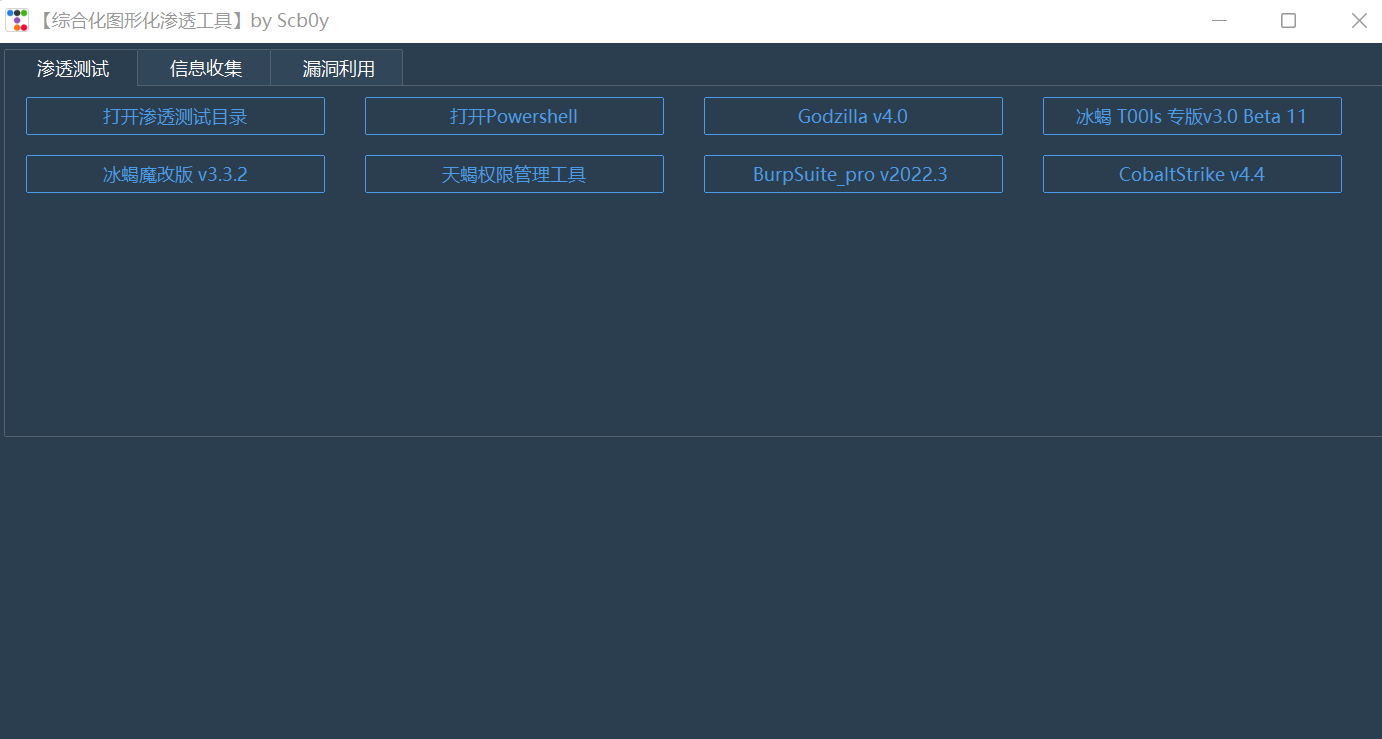 【综合化图形化渗透工具】by Scb0y
渗透测试 信息收集 漏洞利用
打开渗透测试目录 打开Powershell Godzilla v4.0 冰蝎 T00ls 专版v3.0 Beta 11
冰蝎魔改版 v3.3.2 天蝎权限管理工具 BurpSuite_pro v2022.3 CobaltStrike v4.4